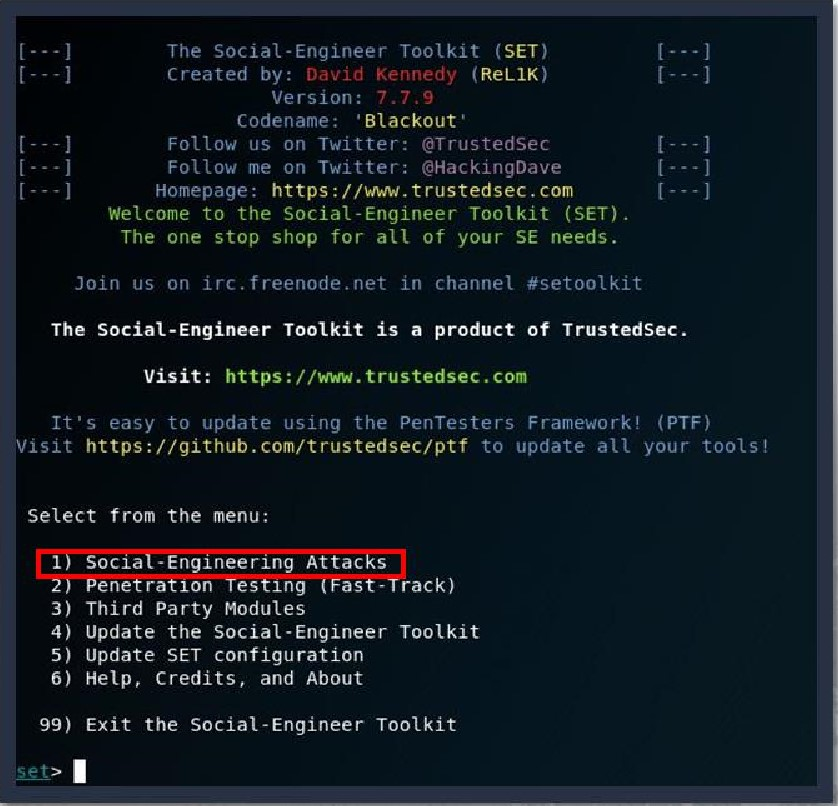 [---] The Social-Engineer Toolkit (SET) [---]
[---] Created by: David Kennedy (ReL1K) [---]
Version: 7.7.9
Codename: 'Blackout'
[---] Follow us on Twitter: @TrustedSec [---]
[---] Follow me on Twitter: @HackingDave [---]
[---] Homepage: https://www.trustedsec.com [---]
Welcome to the Social-Engineer Toolkit (SET).
The one stop shop for all of your SE needs.
Join us on irc.freenode.net in channel #setoolkit
The Social-Engineer Toolkit is a product of TrustedSec.
Visit: https://www.trustedsec.com
It's easy to update using the PenTesters Framework! (PTF)
Visit https://github.com/trustedsec/ptf to update all your tools!
Select from the menu:
1) Social-Engineering Attacks
2) Penetration Testing (Fast-Track)
3) Third Party Modules
4) Update the Social-Engineer Toolkit
5) Update SET configuration
6) Help, Credits, and About
99) Exit the Social-Engineer Toolkit
set>